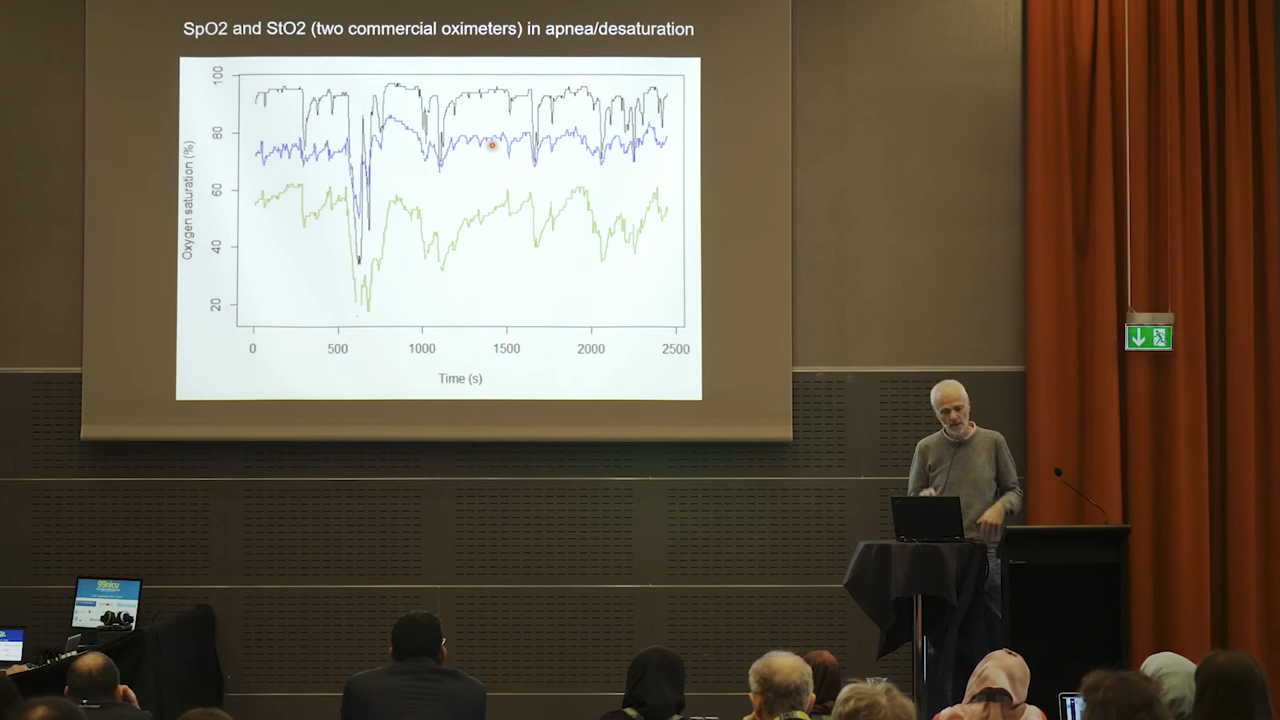 SpO2 and StO2 (two commercial oximeters) in apnea/desaturation
Oxygen saturation (%)
100
80
60
40
20
0 500 1000 1500 2000 2500
Time (s)
99nicu